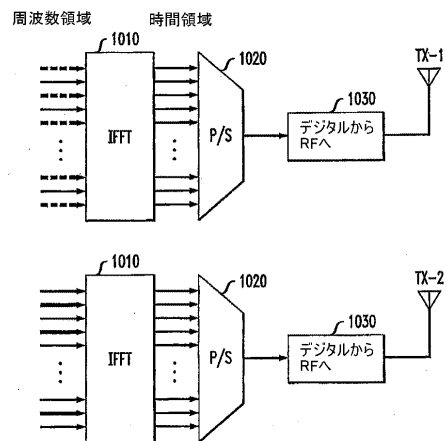 周波数領域
時間領域
1010
1020
TX-1
IFFT
P/S
1030
デジタルから
RFへ
1010
1020
TX-2
IFFT
P/S
1030
デジタルから
RFへ